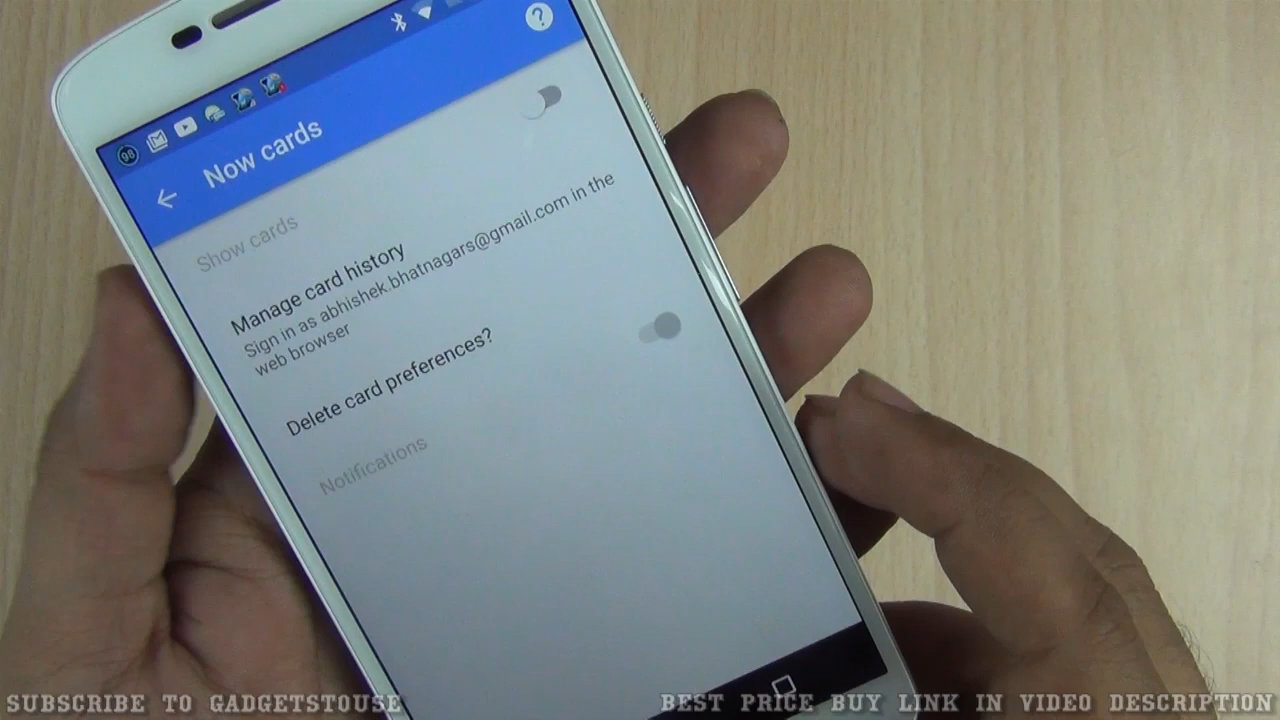 98
Now cards
Show cards
Manage card history
Sign in as abhishek.bhatnagars@gmail.com in the
web browser
Delete card preferences?
Notifications
SUBSCRIBE TO GADGETSTOUSE
BEST PRICE BUY LINK IN VIDEO DESCRIPTION